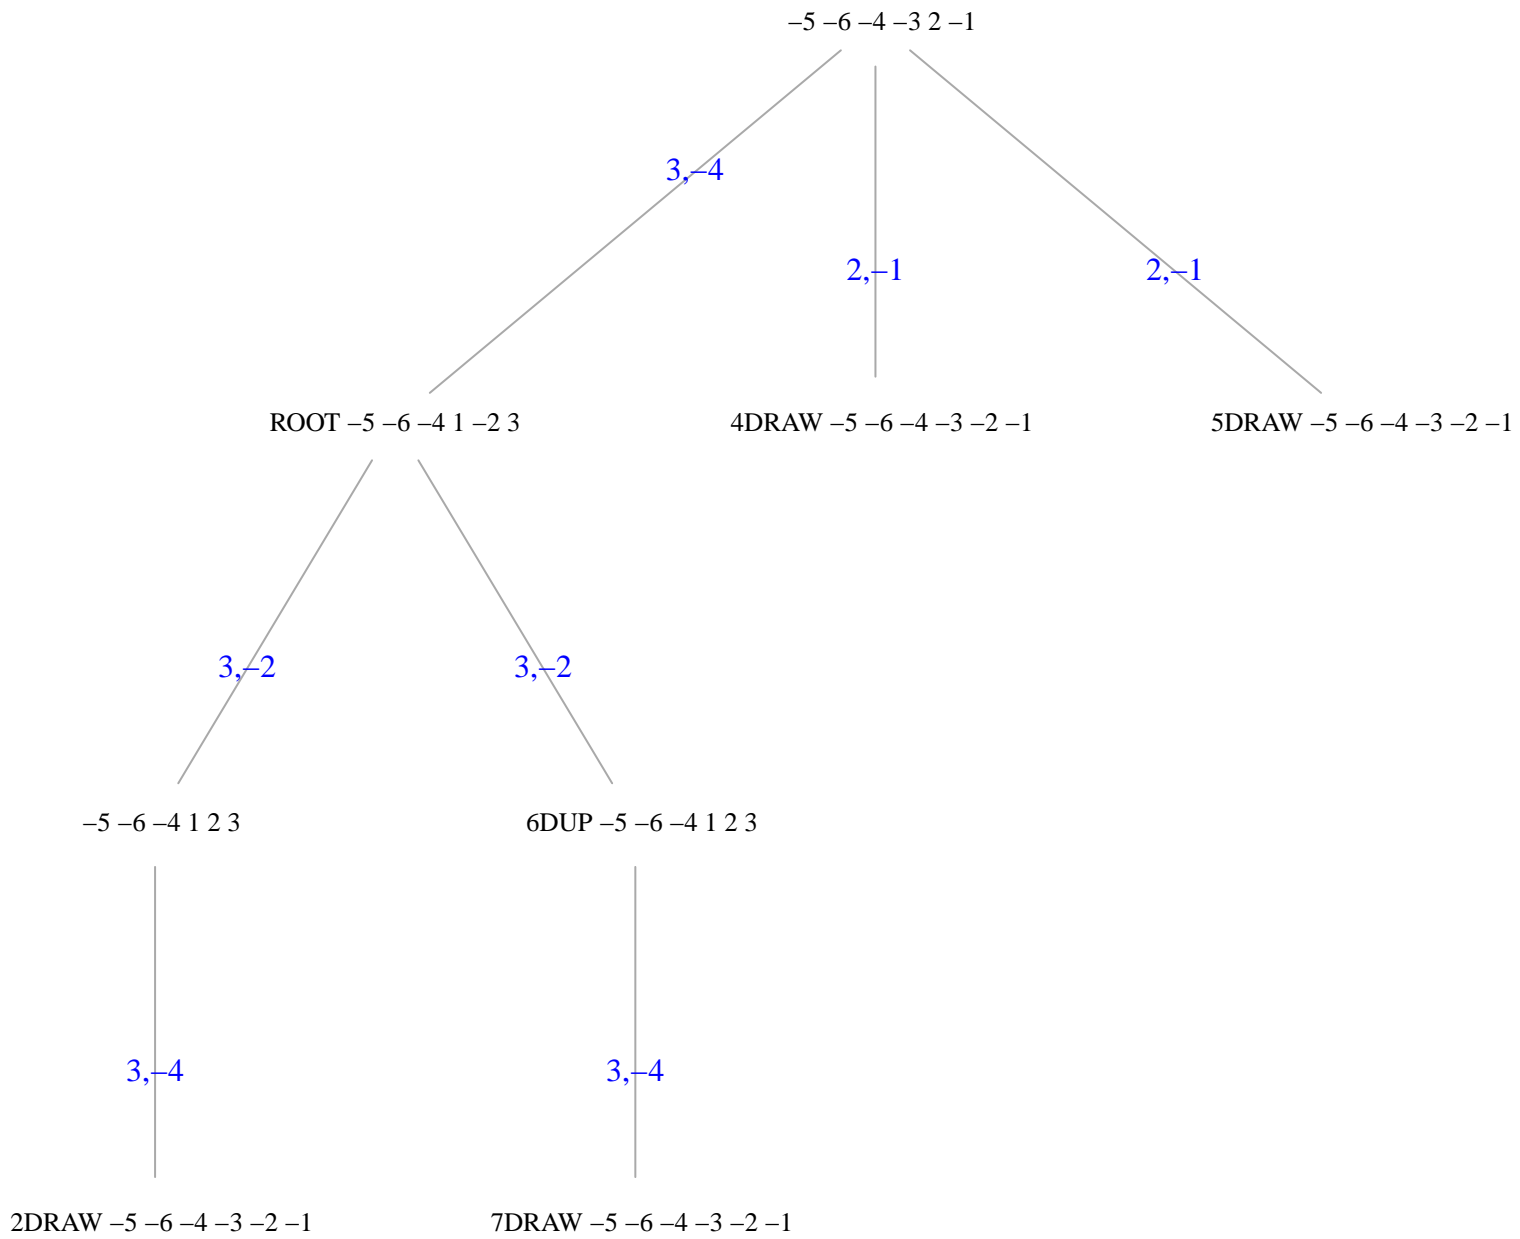 –5 –6 –4 –3 2 –1
3,–4
2,–1
2,–1
ROOT –5 –6 –4 1 –2 3
4DRAW –5 –6 –4 –3 –2 –1
5DRAW –5 –6 –4 –3 –2 –1
3,–2
3,–2
–5 –6 –4 1 2 3
6DUP –5 –6 –4 1 2 3
3,–4
3,–4
2DRAW –5 –6 –4 –3 –2 –1
7DRAW –5 –6 –4 –3 –2 –1